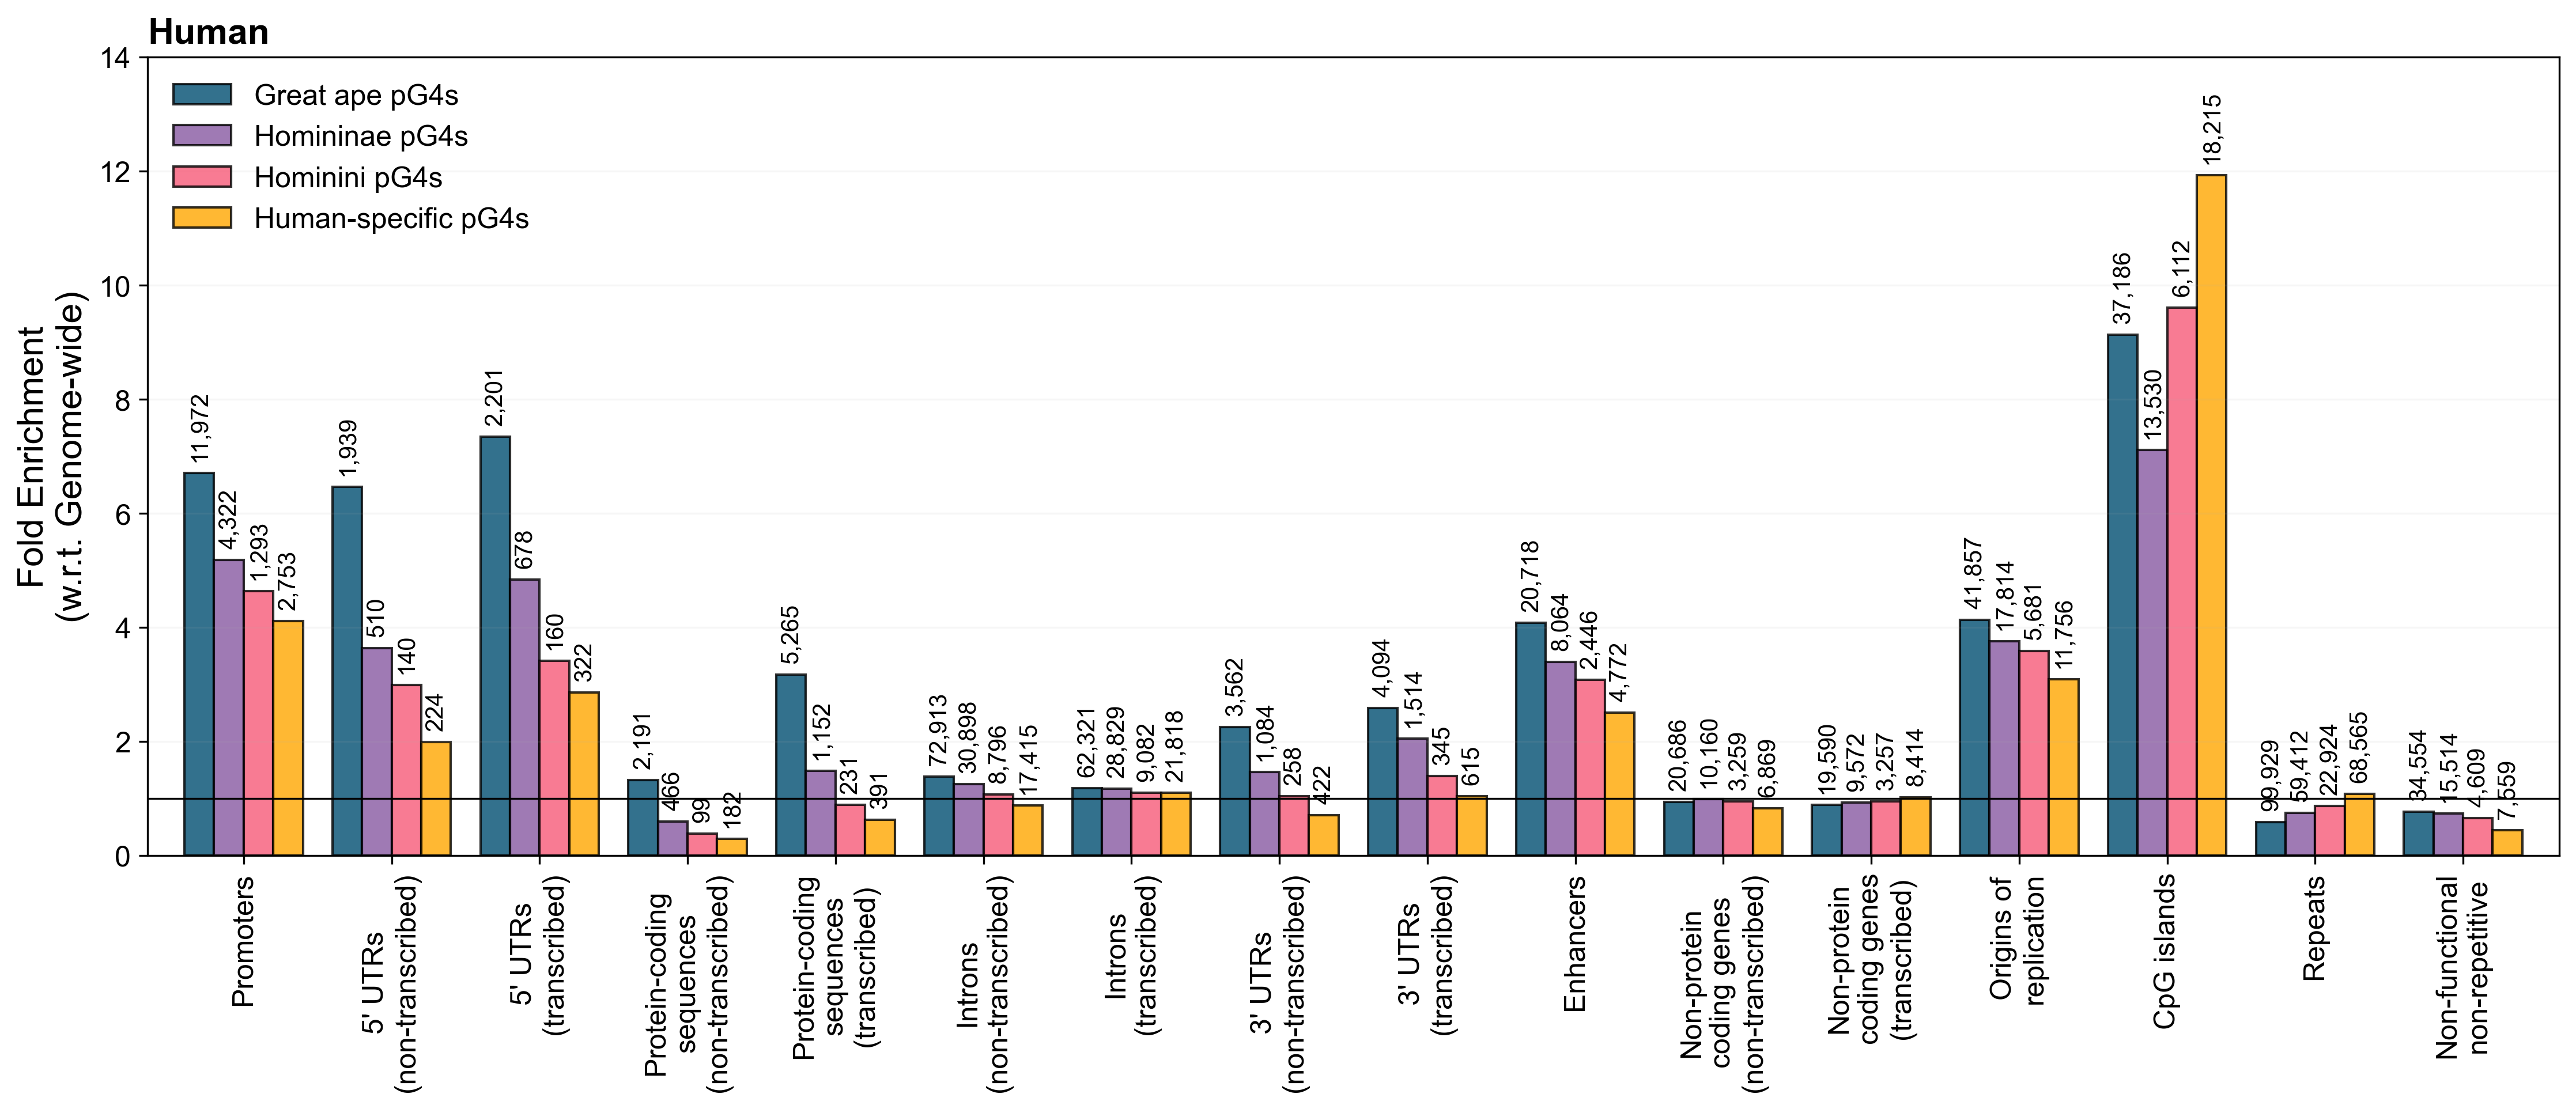 Human
Fold Enrichment
(w.r.t. Genome-wide)
14
12
10
8
6
4
2
0
Great ape pG4s
Homininae pG4s
Hominini pG4s
Human-specific pG4s
11,972
4,322
1,293
2,753
1,939
510
140
224
2,201
678
160
322
2,191
466
99
182
5,265
1,152
231
391
72,913
30,898
8,796
17,415
62,321
28,829
9,082
21,818
3,562
1,084
258
422
4,094
1,514
345
615
20,718
8,064
2,446
4,772
20,686
10,160
3,259
6,869
19,590
9,572
3,257
8,414
41,857
17,814
5,681
11,756
37,186
13,530
6,112
18,215
99,929
59,412
22,924
68,565
34,554
15,514
4,609
7,559
Promoters
5' UTRs
(non-transcribed)
5' UTRs
(transcribed)
Protein-coding
sequences
(non-transcribed)
Protein-coding
sequences
(transcribed)
Introns
(non-transcribed)
Introns
(transcribed)
3' UTRs
(non-transcribed)
3' UTRs
(transcribed)
Enhancers
Non-protein
coding genes
(non-transcribed)
Non-protein
coding genes
(transcribed)
Origins of
replication
CpG islands
Repeats
Non-functional
non-repetitive